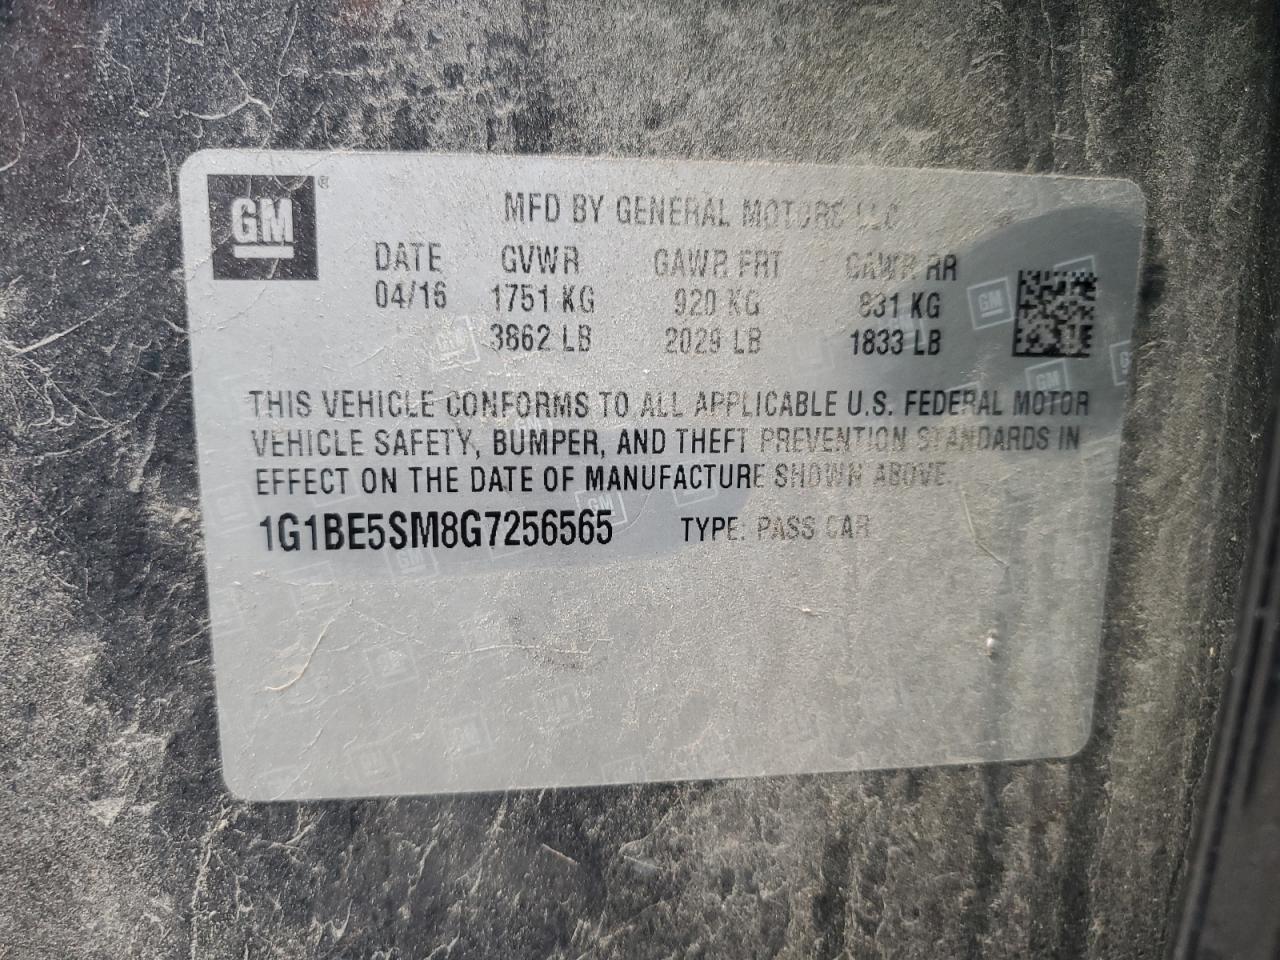 GM®
MFD BY GENERAL MOTORS LLC
DATE GVWR GAWR FRT GAWR RR
04/16 1751 KG 920 KG 831 KG
3862 LB 2029 LB 1833 LB
THIS VEHICLE CONFORMS TO ALL APPLICABLE U.S. FEDERAL MOTOR
VEHICLE SAFETY, BUMPER, AND THEFT PREVENTION STANDARDS IN
EFFECT ON THE DATE OF MANUFACTURE SHOWN ABOVE.
1G1BE5SM8G7256565 TYPE: PASS CAR